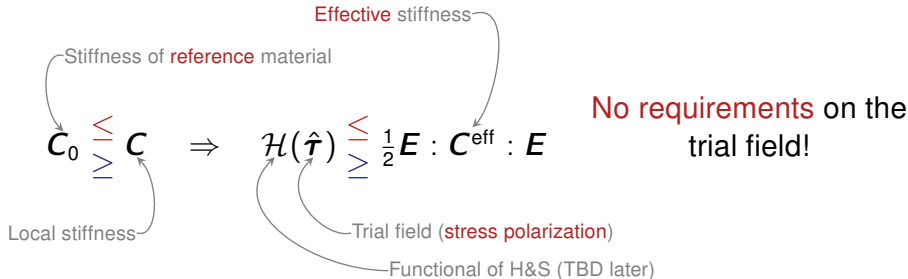 Effective stiffness
Stiffness of reference material
C₀ ≤ ≥ C ⇒ ℋ(τ̂) ≤ ≥ ½E : C^eff : E
No requirements on the
trial field!
Local stiffness
Trial field (stress polarization)
Functional of H&S (TBD later)